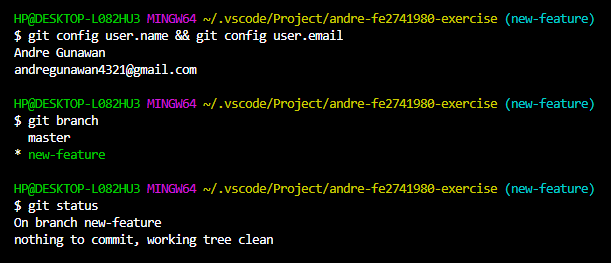 HP@DESKTOP-L082HU3 MINGW64 ~/.vscode/Project/andre-fe2741980-exercise (new-feature)
$ git config user.name && git config user.email
Andre Gunawan
andregunawan4321@gmail.com
HP@DESKTOP-L082HU3 MINGW64 ~/.vscode/Project/andre-fe2741980-exercise (new-feature)
$ git branch
  master
* new-feature
HP@DESKTOP-L082HU3 MINGW64 ~/.vscode/Project/andre-fe2741980-exercise (new-feature)
$ git status
On branch new-feature
nothing to commit, working tree clean